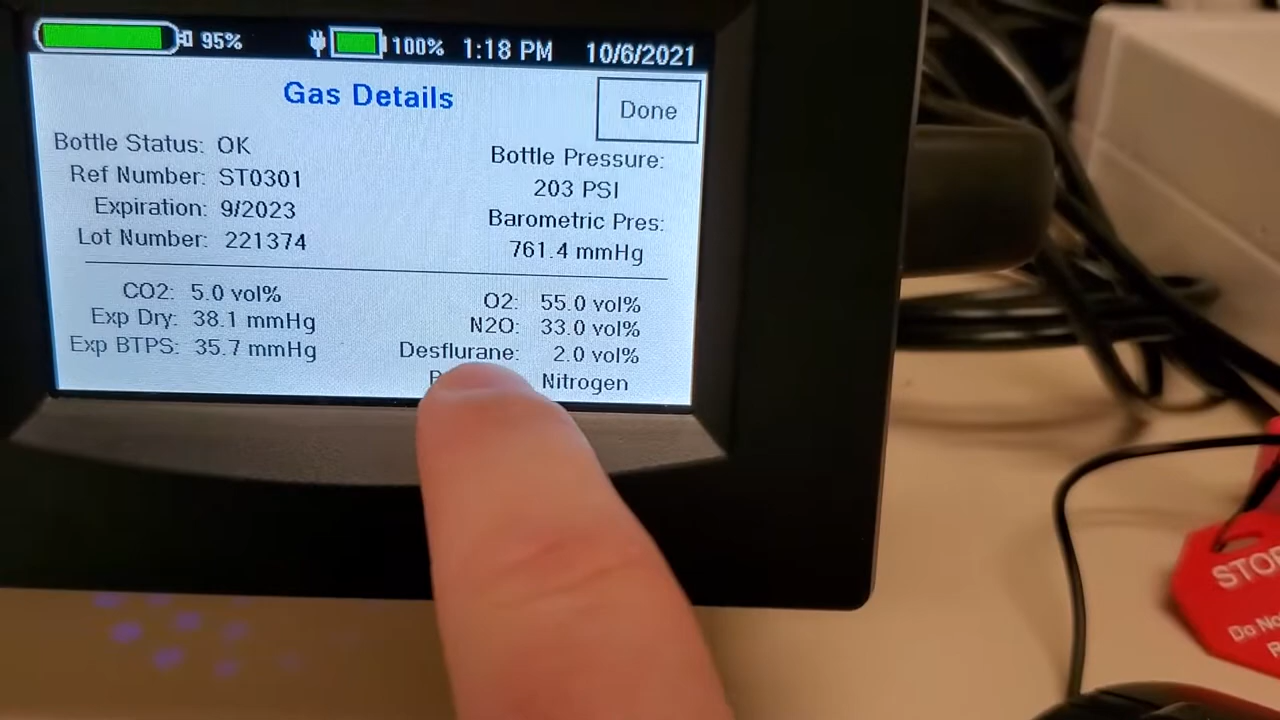 95% 100% 1:18 PM 10/6/2021
Gas Details
Done
Bottle Status: OK
Ref Number: ST0301
Expiration: 9/2023
Lot Number: 221374
Bottle Pressure:
203 PSI
Barometric Pres:
761.4 mmHg
CO2: 5.0 vol%
Exp Dry: 38.1 mmHg
Exp BTPS: 35.7 mmHg
O2: 55.0 vol%
N2O: 33.0 vol%
Desflurane: 2.0 vol%
Nitrogen
Do